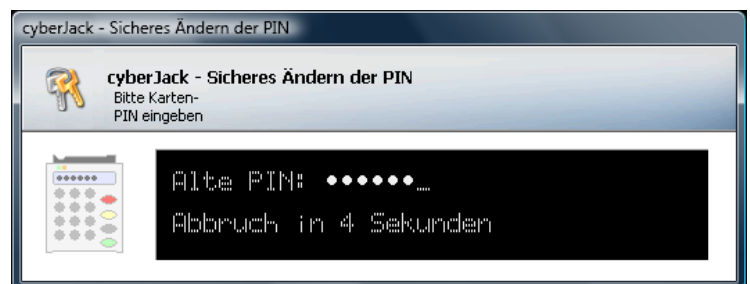 cyberJack - Sicheres Ändern der PIN
cyberJack - Sicheres Ändern der PIN
Bitte Karten-
PIN eingeben
Alte PIN: ••••••_
Abbruch in 4 Sekunden